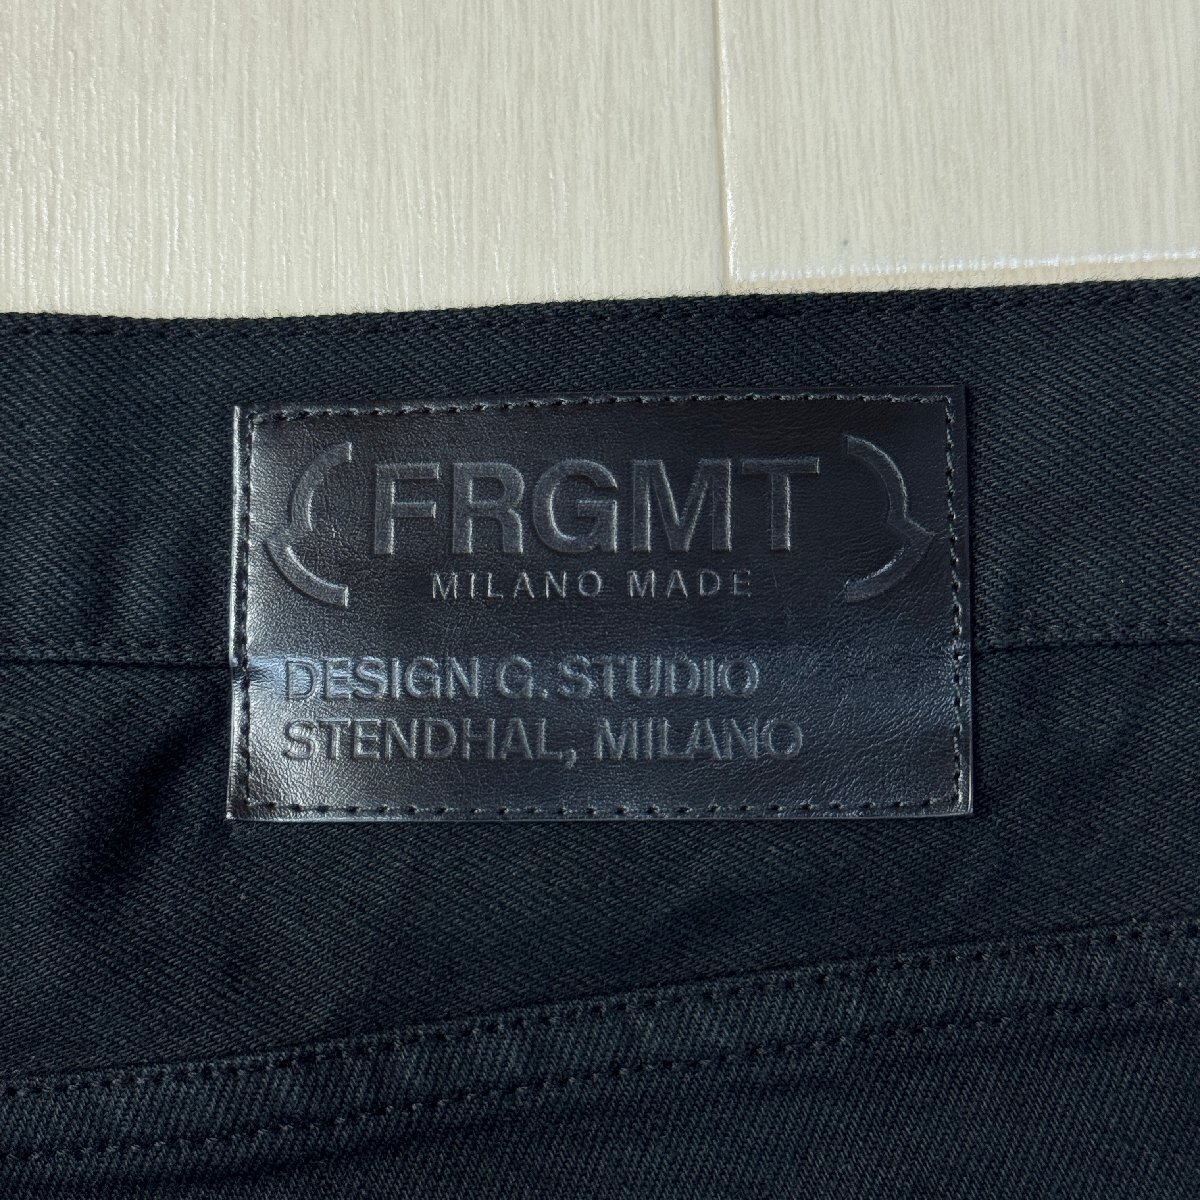 FRGMT
MILANO MADE
DESIGN G. STUDIO
STENDHAL, MILANO